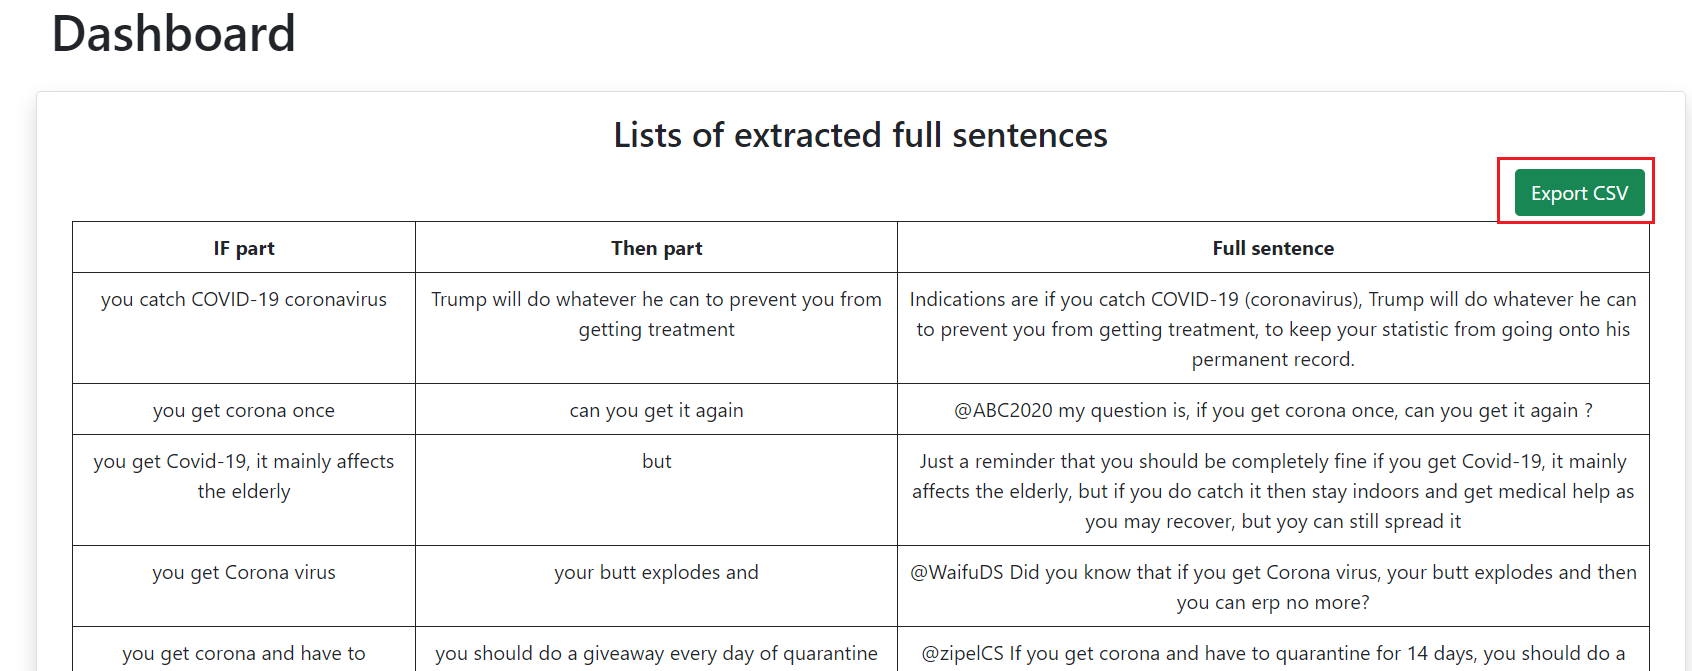 Dashboard
Lists of extracted full sentences
Export CSV
IF part
Then part
Full sentence
you catch COVID-19 coronavirus
Trump will do whatever he can to prevent you from
getting treatment
Indications are if you catch COVID-19 (coronavirus), Trump will do whatever he can
to prevent you from getting treatment, to keep your statistic from going onto his
permanent record.
you get corona once
can you get it again
@ABC2020 my question is, if you get corona once, can you get it again ?
you get Covid-19, it mainly affects
the elderly
but
Just a reminder that you should be completely fine if you get Covid-19, it mainly
affects the elderly, but if you do catch it then stay indoors and get medical help as
you may recover, but yoy can still spread it
you get Corona virus
your butt explodes and
@WaifuDS Did you know that if you get Corona virus, your butt explodes and then
you can erp no more?
you get corona and have to
you should do a giveaway every day of quarantine
@zipelCS If you get corona and have to quarantine for 14 days, you should do a